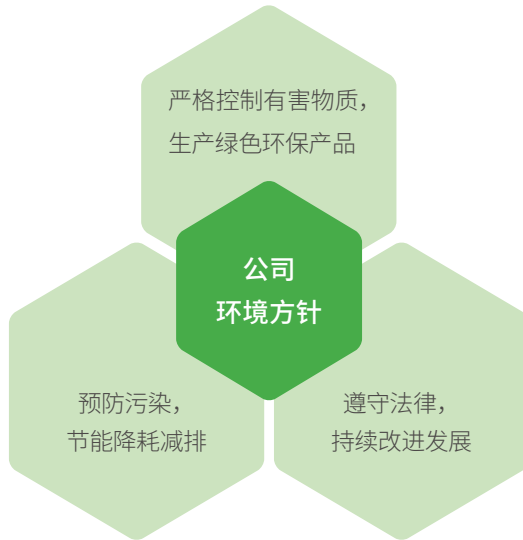 严格控制有害物质，
生产绿色环保产品
公司
环境方针
预防污染，
节能降耗减排
遵守法律，
持续改进发展